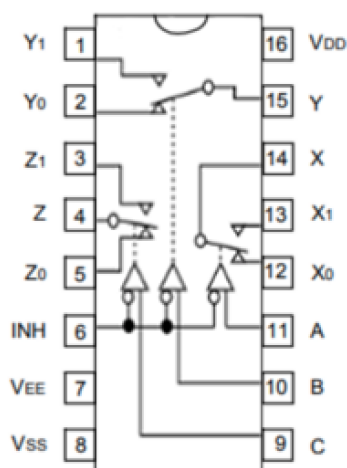 Y1 1 16 VDD
Y0 2 15 Y
Z1 3 14 X
Z 4 13 X1
Z0 5 12 X0
INH 6 11 A
VEE 7 10 B
VSS 8 9 C